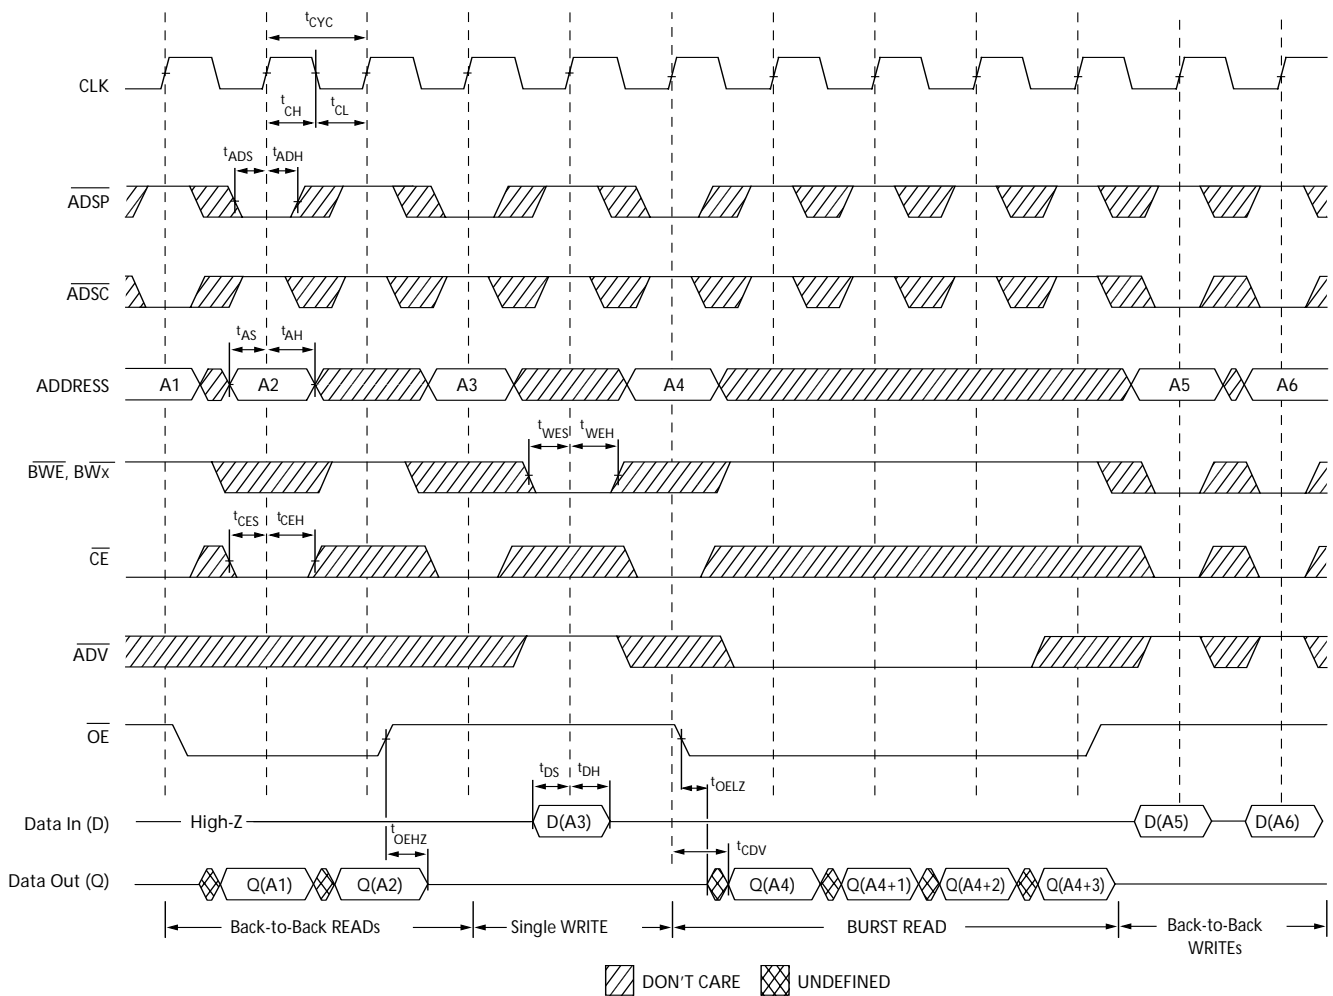 tCYC
CLK
tCH tCL
tADS tADH
ADSP
ADSC
tAS tAH
ADDRESS A1 A2 A3 A4 A5 A6
tWES tWEH
BWE, BWx
tCES tCEH
CE
ADV
OE
tDS tDH tOELZ
Data In (D) High-Z D(A3) D(A5) D(A6)
tOEHZ tCDV
Data Out (Q) Q(A1) Q(A2) Q(A4) Q(A4+1) Q(A4+2) Q(A4+3)
Back-to-Back READs Single WRITE BURST READ Back-to-Back
WRITEs
DON'T CARE UNDEFINED